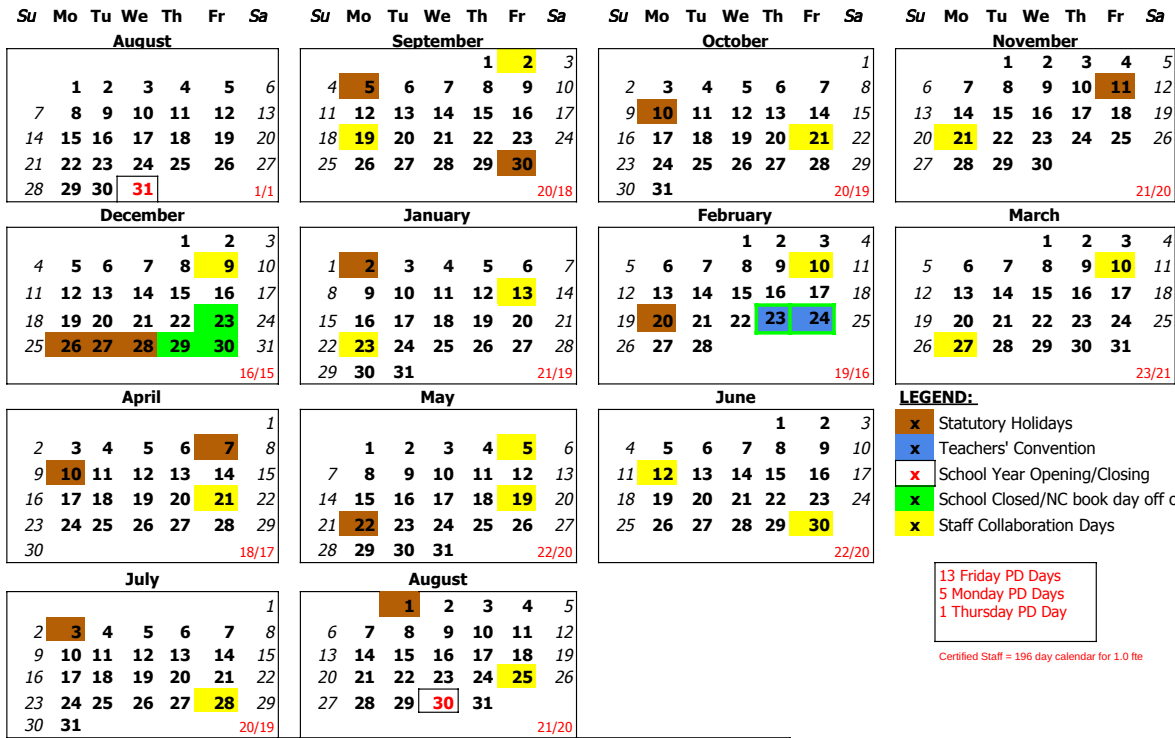 Su Mo Tu We Th Fr Sa Su Mo Tu We Th Fr Sa Su Mo Tu We Th Fr Sa Su Mo Tu We Th Fr Sa
August September October November
1 2 3 1 1 2 3 4 5
1 2 3 4 5 6 4 5 6 7 8 9 10 2 3 4 5 6 7 8 6 7 8 9 10 11 12
7 8 9 10 11 12 13 11 12 13 14 15 16 17 9 10 11 12 13 14 15 13 14 15 16 17 18 19
14 15 16 17 18 19 20 18 19 20 21 22 23 24 16 17 18 19 20 21 22 20 21 22 23 24 25 26
21 22 23 24 25 26 27 25 26 27 28 29 30 23 24 25 26 27 28 29 27 28 29 30
28 29 30 31 1/1 20/18 30 31 20/19 21/20
December January February March
1 2 3 1 2 3 4 1 2 3 4
4 5 6 7 8 9 10 1 2 3 4 5 6 7 5 6 7 8 9 10 11 5 6 7 8 9 10 11
11 12 13 14 15 16 17 8 9 10 11 12 13 14 12 13 14 15 16 17 18 12 13 14 15 16 17 18
18 19 20 21 22 23 24 15 16 17 18 19 20 21 19 20 21 22 23 24 25 19 20 21 22 23 24 25
25 26 27 28 29 30 31 22 23 24 25 26 27 28 26 27 28 26 27 28 29 30 31
16/15 29 30 31 21/19 19/16 23/21
April May June LEGEND:
1 1 2 3 x Statutory Holidays
2 3 4 5 6 7 8 1 2 3 4 5 6 4 5 6 7 8 9 10 x Teachers' Convention
9 10 11 12 13 14 15 7 8 9 10 11 12 13 11 12 13 14 15 16 17 x School Year Opening/Closing
16 17 18 19 20 21 22 14 15 16 17 18 19 20 18 19 20 21 22 23 24 x School Closed/NC book day off
23 24 25 26 27 28 29 21 22 23 24 25 26 27 25 26 27 28 29 30 x Staff Collaboration Days
30 18/17 28 29 30 31 22/20 22/20
July August
1 1 2 3 4 5
2 3 4 5 6 7 8 6 7 8 9 10 11 12
9 10 11 12 13 14 15 13 14 15 16 17 18 19
16 17 18 19 20 21 22 20 21 22 23 24 25 26
23 24 25 26 27 28 29 27 28 29 30 31
30 31 20/19 21/20
13 Friday PD Days
5 Monday PD Days
1 Thursday PD Day
Certified Staff = 196 day calendar for 1.0 fte